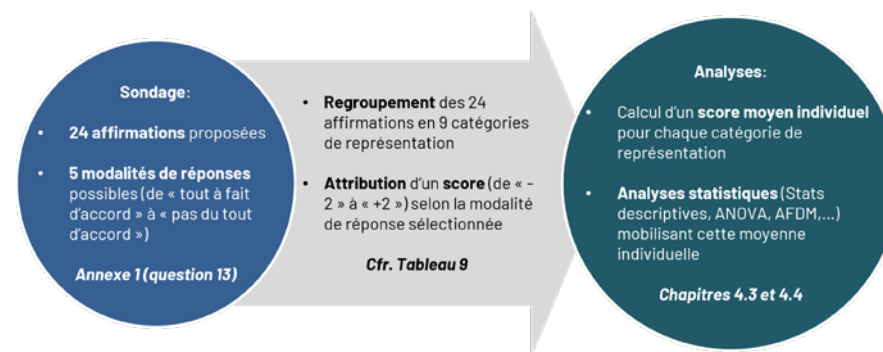 Sondage:
• 24 affirmations proposées
• 5 modalités de réponses
possibles (de « tout à fait
d'accord » à « pas du tout
d'accord »)
Annexe 1 (question 13)
• Regroupement des 24
affirmations en 9 catégories
de représentation
• Attribution d'un score (de « -
2 » à « +2 ») selon la modalité
de réponse sélectionnée
Cfr. Tableau 9
Analyses:
• Calcul d'un score moyen individuel
pour chaque catégorie de
représentation
• Analyses statistiques (Stats
descriptives, ANOVA, AFDM,...)
mobilisant cette moyenne
individuelle
Chapitres 4.3 et 4.4